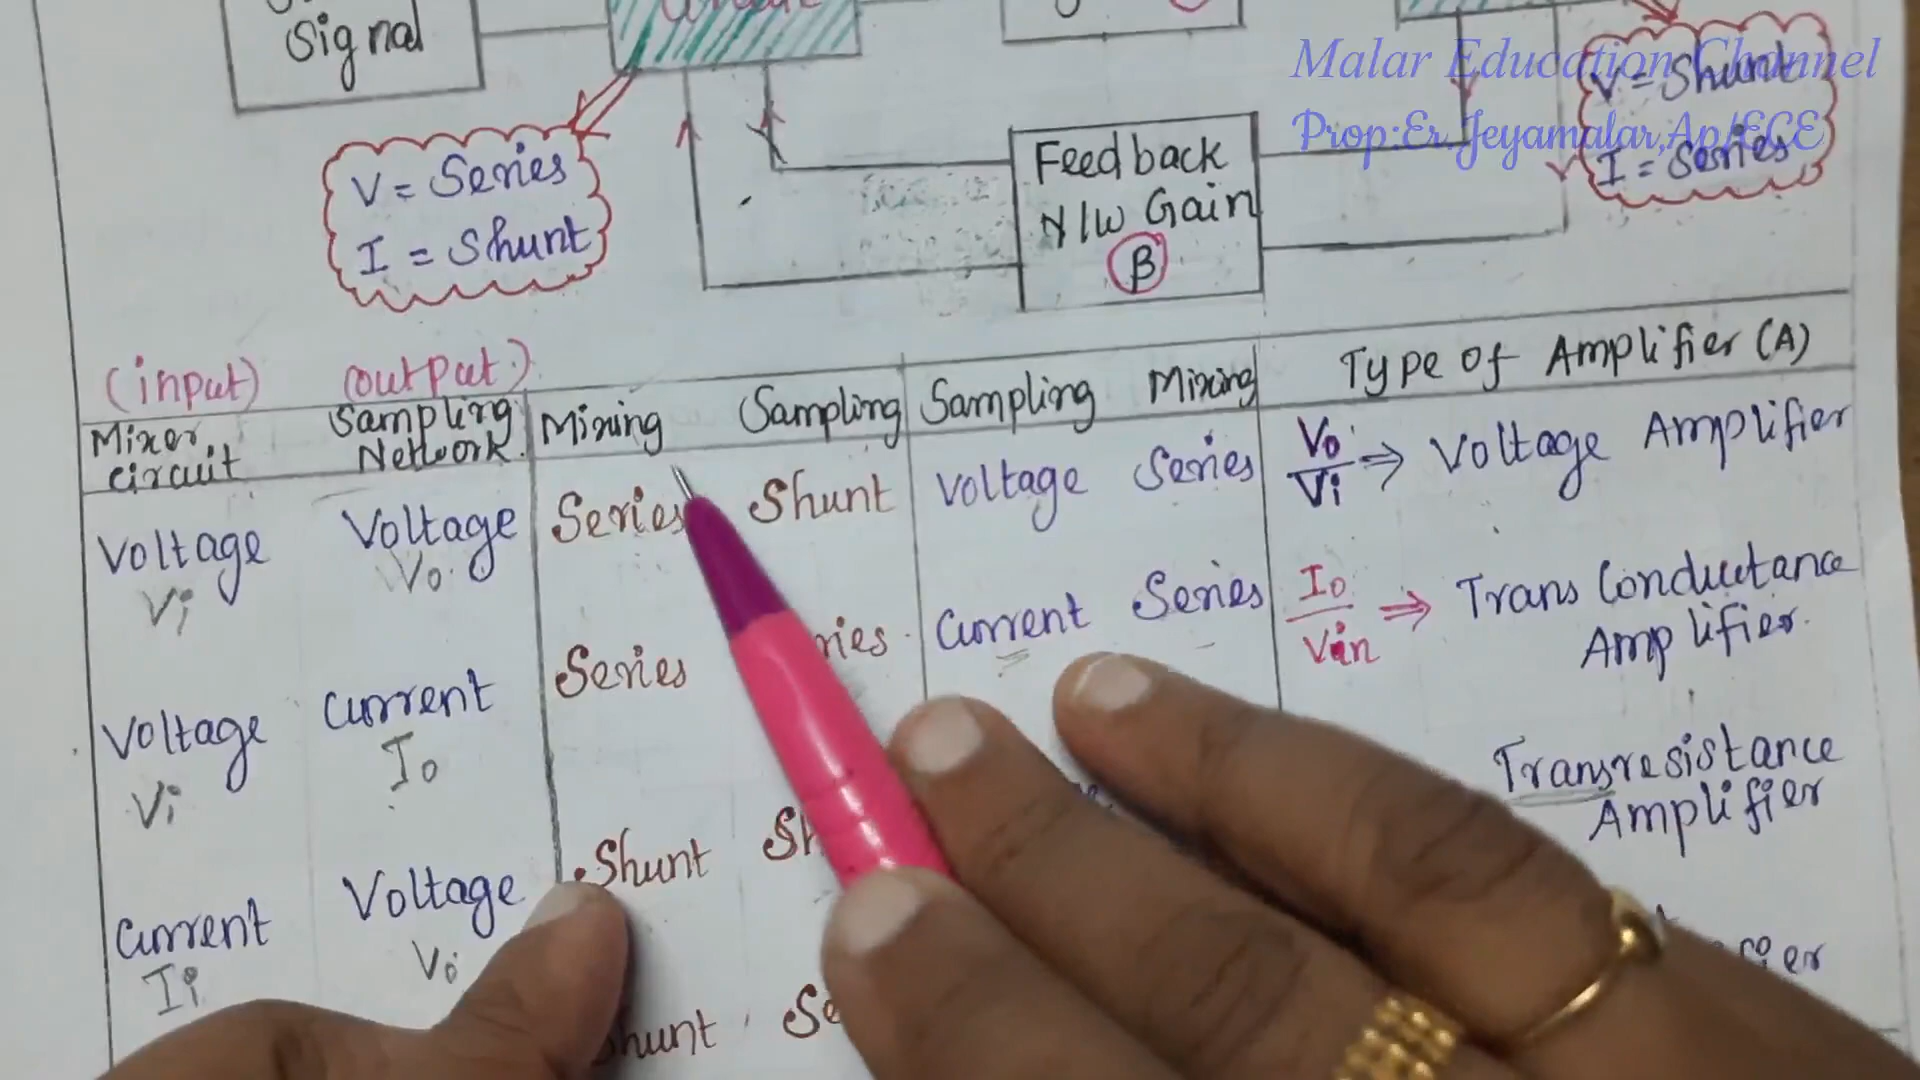 Signal
Malar Education Channel
Prop:Er.Jeyamalar,Ap/ECE
V = Shunt
I = Series
V = Series
I = Shunt
Feedback
N/W Gain
β
(input) (output)
Mixer circuit Sampling Network Mixing Sampling Sampling Mixing Type of Amplifier (A)
Voltage Vi Voltage Vo Series Shunt Voltage Series Vo/Vi ⇒ Voltage Amplifier
Voltage Vi Current Io Series Current Series Io/Vin ⇒ Trans Conductance Amplifier.
Current Ii Voltage Vo Shunt Transresistance Amplifier
Shunt